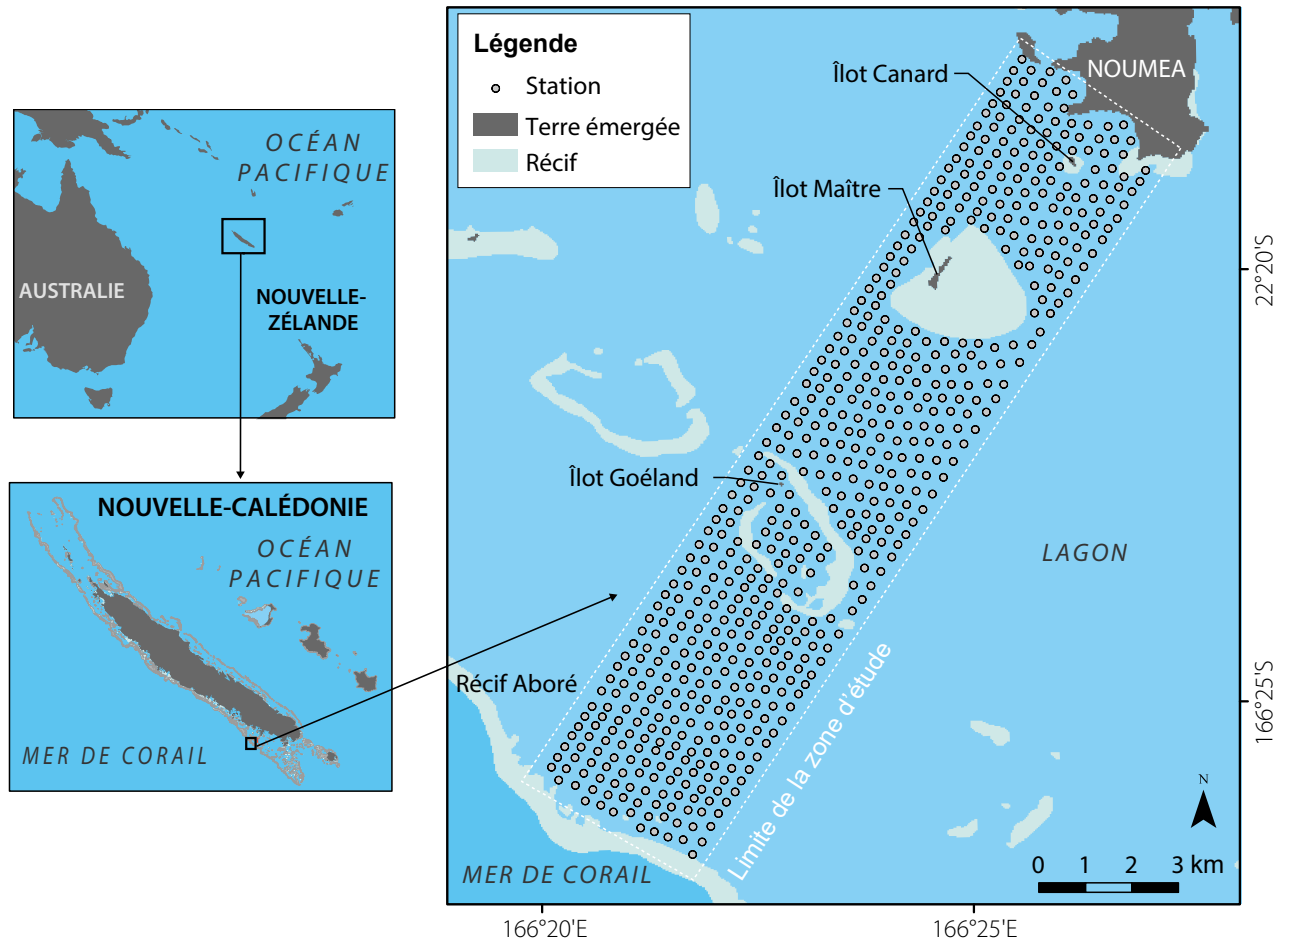 OCÉAN
PACIFIQUE
AUSTRALIE
NOUVELLE-
ZÉLANDE
NOUVELLE-CALÉDONIE
OCÉAN
PACIFIQUE
MER DE CORAIL
Légende
Station
Terre émergée
Récif
NOUMEA
Îlot Canard
Îlot Maître
Îlot Goéland
LAGON
Récif Aboré
Limite de la zone d'étude
MER DE CORAIL
N
0 1 2 3 km
22°20'S
166°25'S
166°20'E
166°25'E